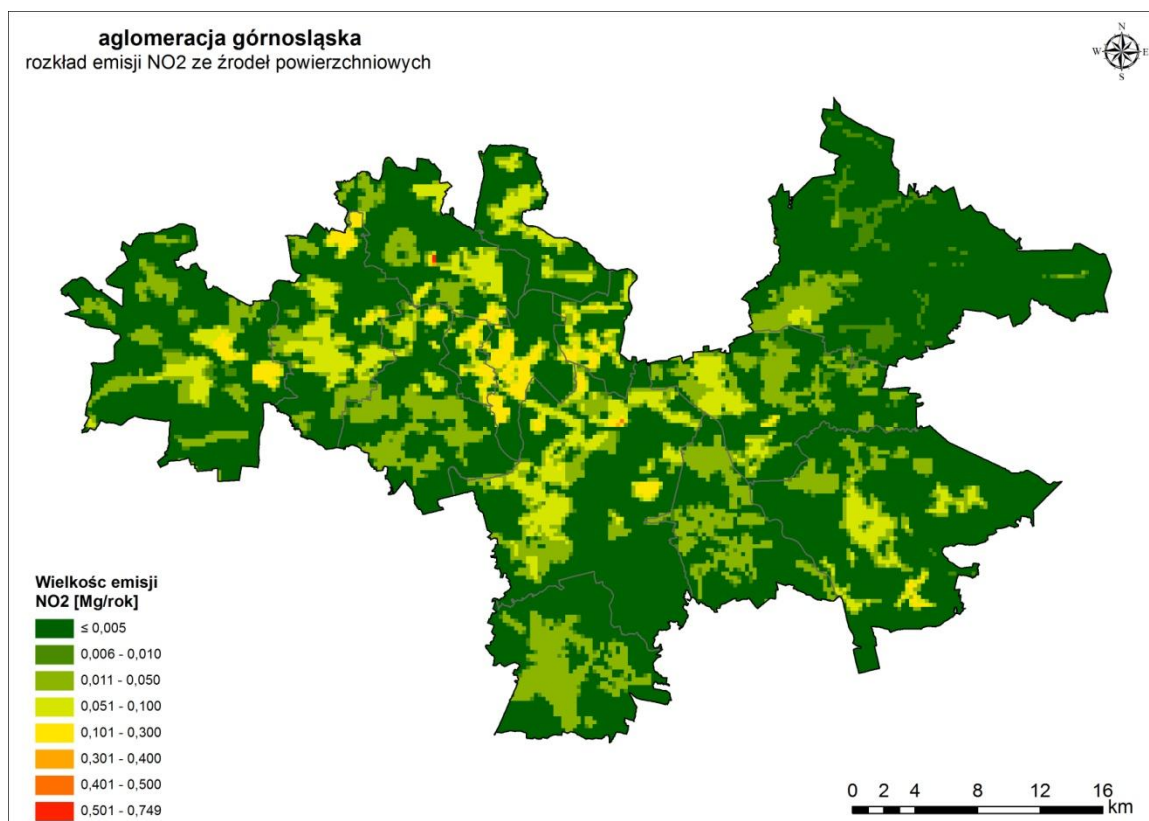 aglomeracja górnośląska
rozkład emisji NO2 ze źrodeł powierzchniowych
N
W E
S
Wielkośc emisji
NO2 [Mg/rok]
≤ 0,005
0,006 - 0,010
0,011 - 0,050
0,051 - 0,100
0,101 - 0,300
0,301 - 0,400
0,401 - 0,500
0,501 - 0,749
0 2 4 8 12 16
km